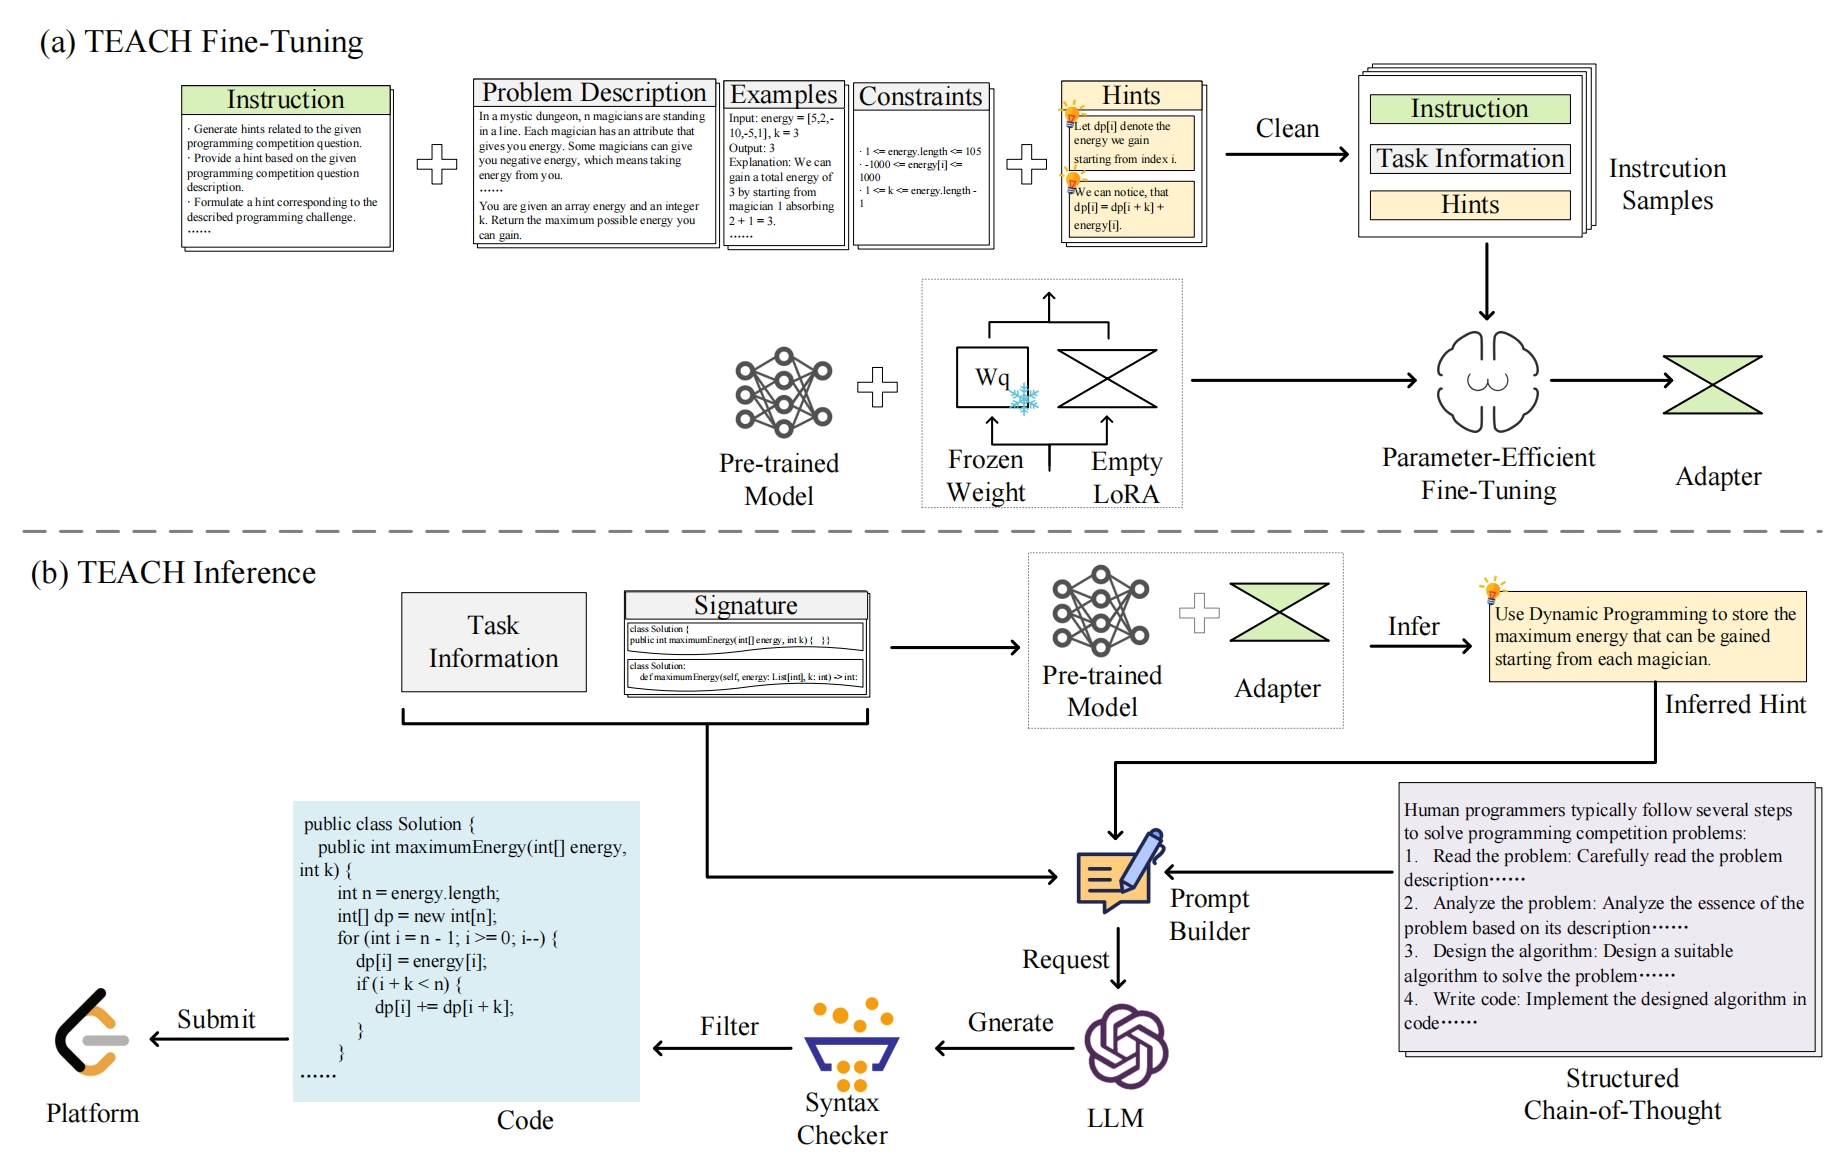 (a) TEACH Fine-Tuning
Instruction
· Generate hints related to the given
programming competition question.
· Provide a hint based on the given
programming competition question
description.
· Formulate a hint corresponding to the
described programming challenge.
······
Problem Description
In a mystic dungeon, n magicians are standing
in a line. Each magician has an attribute that
gives you energy. Some magicians can give
you negative energy, which means taking
energy from you.
······
You are given an array energy and an integer
k. Return the maximum possible energy you
can gain.
Examples
Input: energy = [5,2,-
10,-5,1], k = 3
Output: 3
Explanation: We can
gain a total energy of
3 by starting from
magician 1 absorbing
2 + 1 = 3.
······
Constraints
· 1 <= energy.length <= 105
· -1000 <= energy[i] <=
1000
· 1 <= k <= energy.length -
1
Hints
Let dp[i] denote the
energy we gain
starting from index i.
We can notice, that
dp[i] = dp[i + k] +
energy[i].
Clean
Instruction
Task Information
Hints
Instrcution
Samples
Pre-trained
Model
Wq
Frozen
Weight
Empty
LoRA
Parameter-Efficient
Fine-Tuning
Adapter
(b) TEACH Inference
Task
Information
Signature
class Solution {
public int maximumEnergy(int[] energy, int k) { }}
class Solution:
def maximumEnergy(self, energy: List[int], k: int) -> int:
Pre-trained
Model
Adapter
Infer
Use Dynamic Programming to store the
maximum energy that can be gained
starting from each magician.
Inferred Hint
Human programmers typically follow several steps
to solve programming competition problems:
1. Read the problem: Carefully read the problem
description······
2. Analyze the problem: Analyze the essence of the
problem based on its description······
3. Design the algorithm: Design a suitable
algorithm to solve the problem······
4. Write code: Implement the designed algorithm in
code······
Structured
Chain-of-Thought
Prompt
Builder
Request
LLM
Gnerate
Syntax
Checker
Filter
public class Solution {
public int maximumEnergy(int[] energy,
int k) {
int n = energy.length;
int[] dp = new int[n];
for (int i = n - 1; i >= 0; i--) {
dp[i] = energy[i];
if (i + k < n) {
dp[i] += dp[i + k];
}
}
······
Code
Submit
Platform